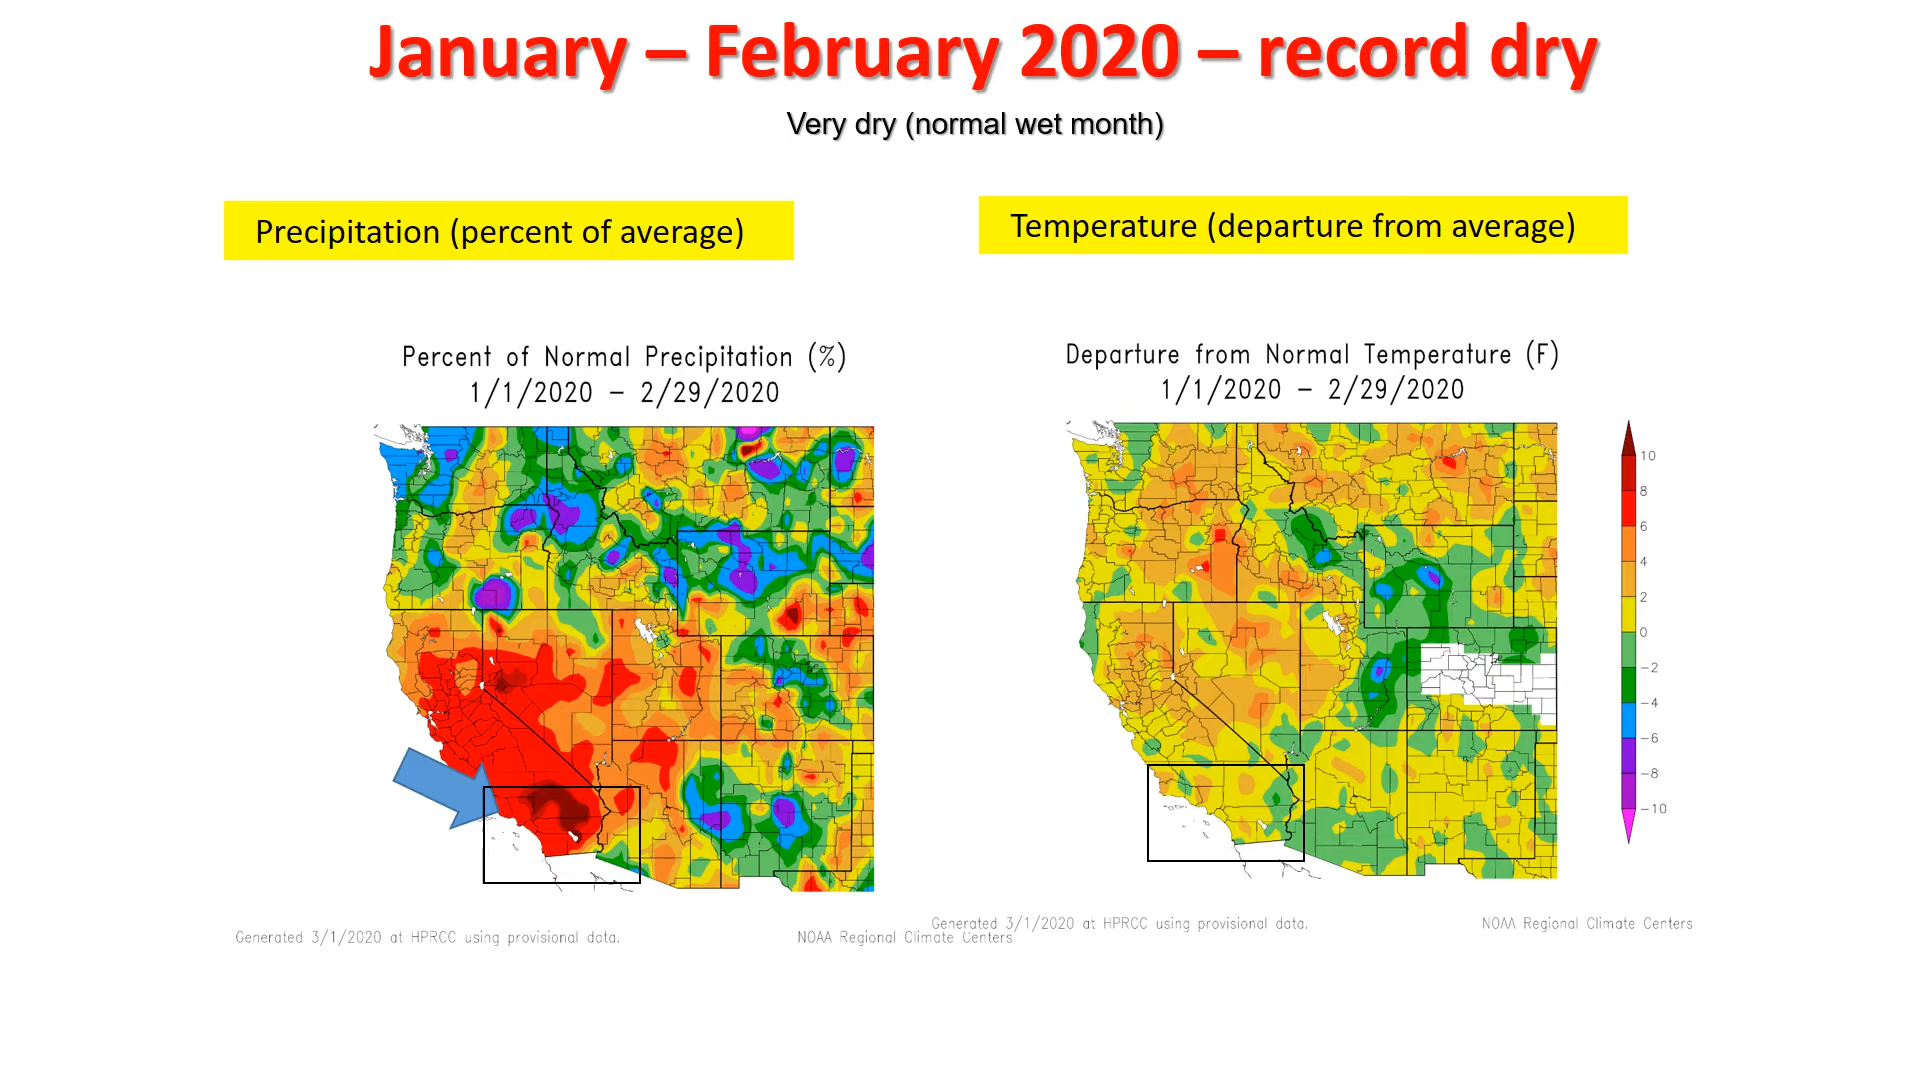 January – February 2020 – record dry
Very dry (normal wet month)
Precipitation (percent of average)
Temperature (departure from average)
Percent of Normal Precipitation (%)
1/1/2020 – 2/29/2020
Departure from Normal Temperature (F)
1/1/2020 – 2/29/2020
10
8
6
4
2
0
-2
-4
-6
-8
-10
Generated 3/1/2020 at HPRCC using provisional data.
NOAA Regional Climate Centers
Generated 3/1/2020 at HPRCC using provisional data.
NOAA Regional Climate Centers